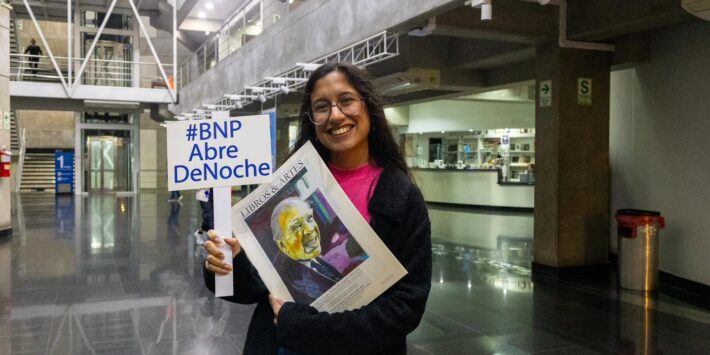 #BNP
Abre
DeNoche
LIBROS & ARTES
1
S